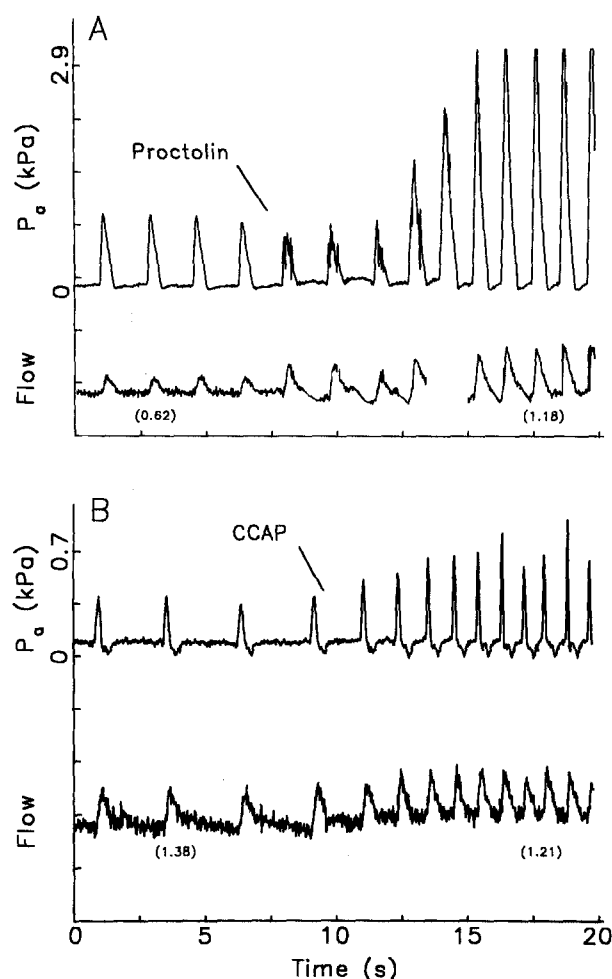 A
2.9
Proctolin
Pa (kPa)
0
Flow
(0.62)
(1.18)
B
CCAP
0.7
Pa (kPa)
0
Flow
(1.38)
(1.21)
0 5 10 15 20
Time (s)